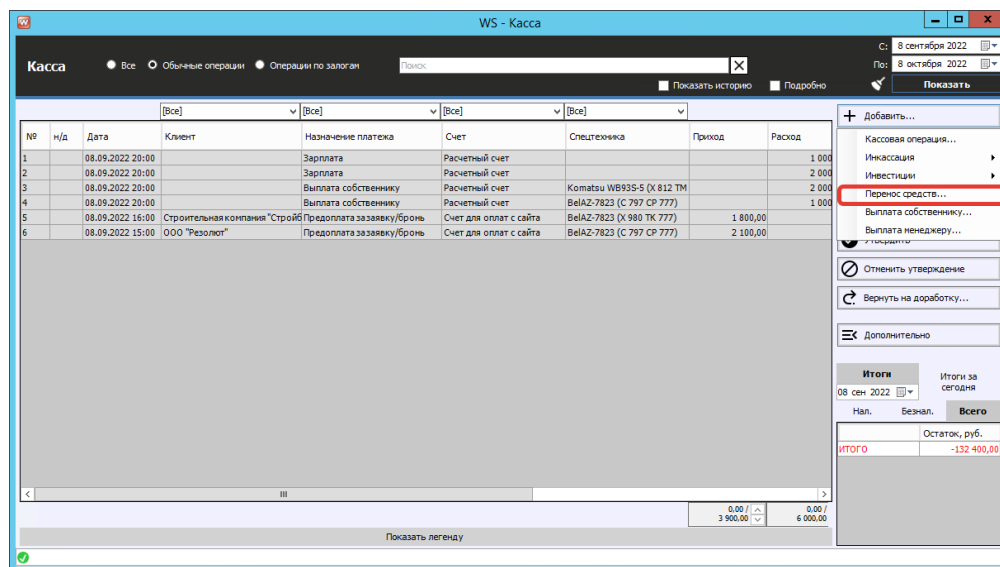 WS - Касса
Касса
Все Обычные операции Операции по залогам
Поиск
Показать историю Подробно
С: 8 сентября 2022
По: 8 октября 2022
Показать
[Все] [Все] [Все] [Все]
№ н/д Дата Клиент Назначение платежа Счет Спецтехника Приход Расход
1 08.09.2022 20:00 Зарплата Расчетный счет 1 000
2 08.09.2022 20:00 Зарплата Расчетный счет 2 000
3 08.09.2022 20:00 Выплата собственнику Расчетный счет Komatsu WB93S-5 (X 812 TM 2 000
4 08.09.2022 20:00 Выплата собственнику Расчетный счет BelAZ-7823 (C 797 CP 777) 1 000
5 08.09.2022 16:00 Строительная компания "Стройб Предоплата зазаявку/бронь Счет для оплат с сайта BelAZ-7823 (X 980 TK 777) 1 800,00
6 08.09.2022 15:00 ООО "Резолют" Предоплата зазаявку/бронь Счет для оплат с сайта BelAZ-7823 (C 797 CP 777) 2 100,00
0,00 /
3 900,00
0,00 /
6 000,00
Показать легенду
Добавить...
Кассовая операция...
Инкассация
Инвестиции
Перенос средств...
Выплата собственнику...
Выплата менеджеру...
Утвердить
Отменить утверждение
Вернуть на доработку...
Дополнительно
Итоги
08 сен 2022
Итоги за
сегодня
Нал. Безнал. Всего
Остаток, руб.
ИТОГО -132 400,00